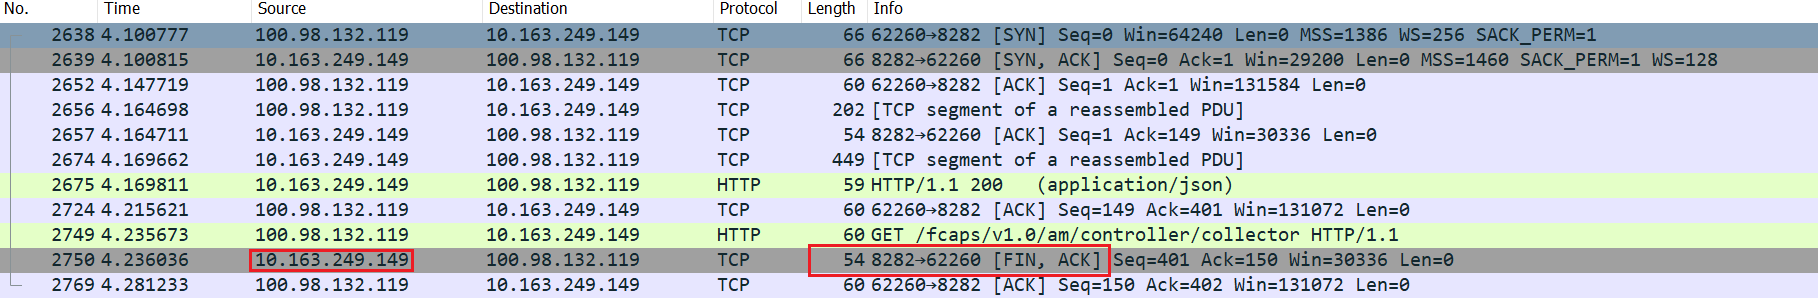 No. Time Source Destination Protocol Length Info
2638 4.100777 100.98.132.119 10.163.249.149 TCP 66 62260→8282 [SYN] Seq=0 Win=64240 Len=0 MSS=1386 WS=256 SACK_PERM=1
2639 4.100815 10.163.249.149 100.98.132.119 TCP 66 8282→62260 [SYN, ACK] Seq=0 Ack=1 Win=29200 Len=0 MSS=1460 SACK_PERM=1 WS=128
2652 4.147719 100.98.132.119 10.163.249.149 TCP 60 62260→8282 [ACK] Seq=1 Ack=1 Win=131584 Len=0
2656 4.164698 100.98.132.119 10.163.249.149 TCP 202 [TCP segment of a reassembled PDU]
2657 4.164711 10.163.249.149 100.98.132.119 TCP 54 8282→62260 [ACK] Seq=1 Ack=149 Win=30336 Len=0
2674 4.169662 10.163.249.149 100.98.132.119 TCP 449 [TCP segment of a reassembled PDU]
2675 4.169811 10.163.249.149 100.98.132.119 HTTP 59 HTTP/1.1 200 (application/json)
2724 4.215621 100.98.132.119 10.163.249.149 TCP 60 62260→8282 [ACK] Seq=149 Ack=401 Win=131072 Len=0
2749 4.235673 100.98.132.119 10.163.249.149 HTTP 60 GET /fcaps/v1.0/am/controller/collector HTTP/1.1
2750 4.236036 10.163.249.149 100.98.132.119 TCP 54 8282→62260 [FIN, ACK] Seq=401 Ack=150 Win=30336 Len=0
2769 4.281233 100.98.132.119 10.163.249.149 TCP 60 62260→8282 [ACK] Seq=150 Ack=402 Win=131072 Len=0